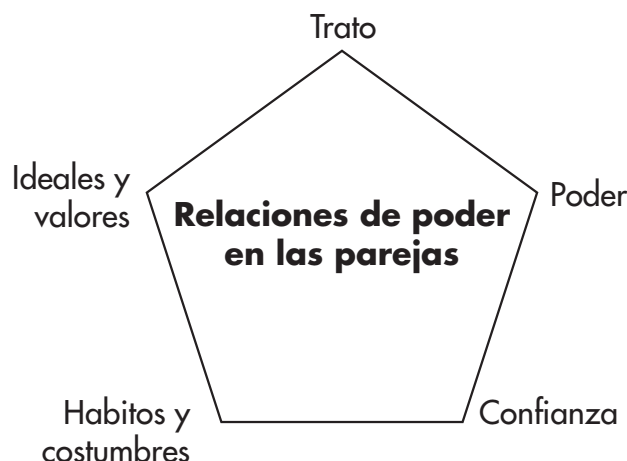 Trato
Ideales y
valores
Relaciones de poder
en las parejas
Poder
Habitos y
costumbres
Confianza